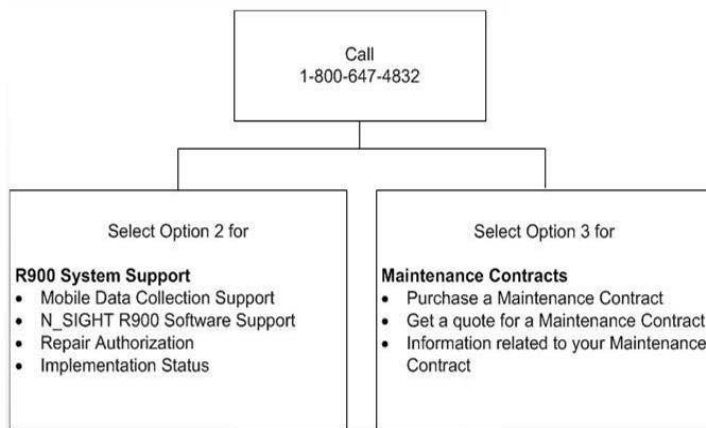 Call
1-800-647-4832
Select Option 2 for
R900 System Support
• Mobile Data Collection Support
• N_SIGHT R900 Software Support
• Repair Authorization
• Implementation Status
Select Option 3 for
Maintenance Contracts
• Purchase a Maintenance Contract
• Get a quote for a Maintenance Contract
• Information related to your Maintenance
Contract